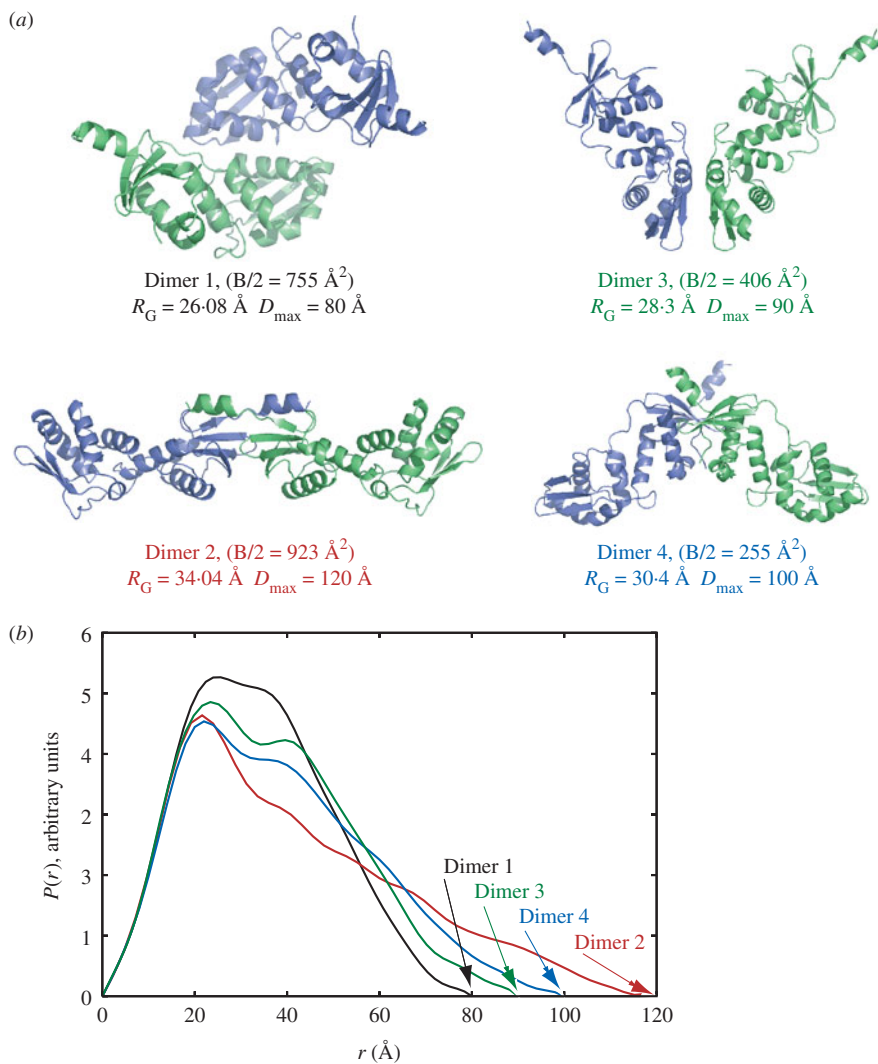 (a)
Dimer 1, (B/2 = 755 Å²)
R_G = 26·08 Å D_max = 80 Å
Dimer 3, (B/2 = 406 Å²)
R_G = 28·3 Å D_max = 90 Å
Dimer 2, (B/2 = 923 Å²)
R_G = 34·04 Å D_max = 120 Å
Dimer 4, (B/2 = 255 Å²)
R_G = 30·4 Å D_max = 100 Å
(b)
6
5
4
2
3
1
0
P(r), arbitrary units
Dimer 1
Dimer 3
Dimer 4
Dimer 2
0
20
40
60
80
100
120
r (Å)